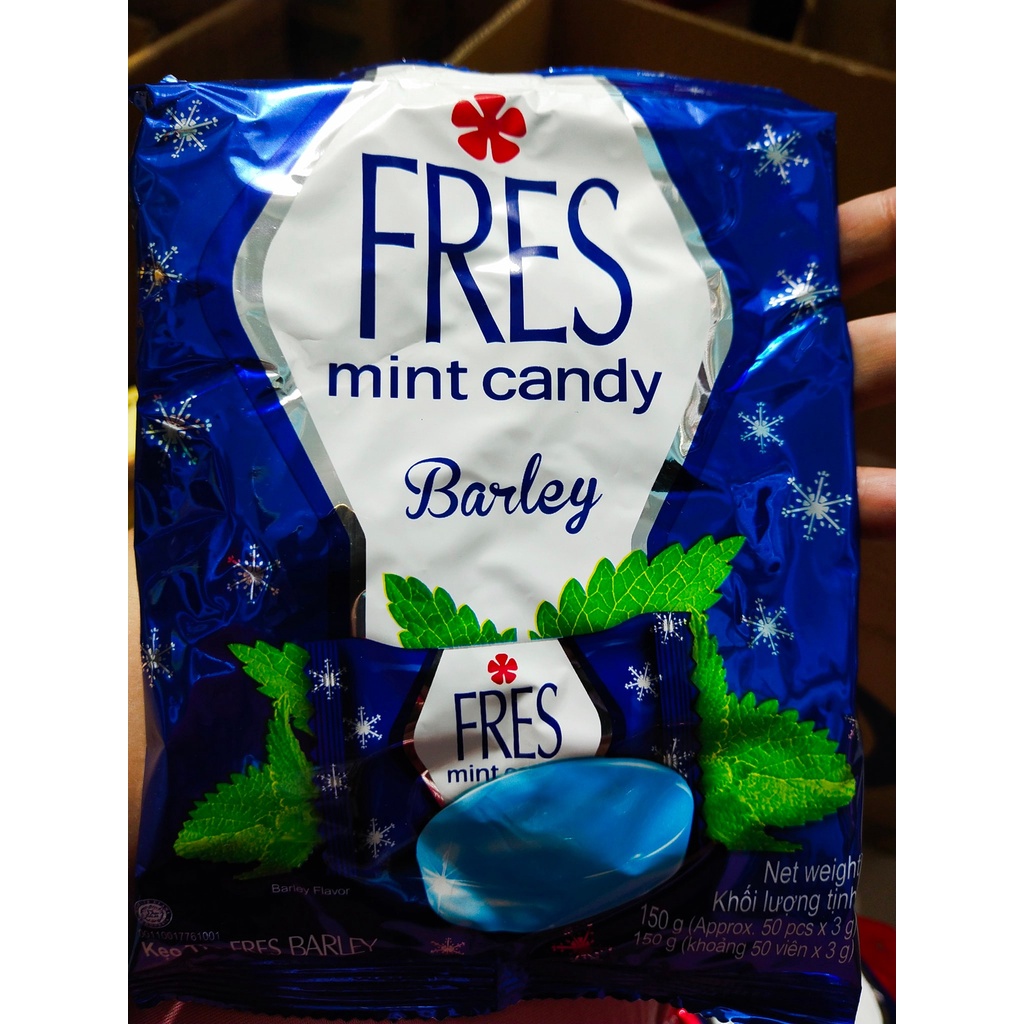 FRES
mint candy
Barley
FRES
mint
Barley Flavor
Net weight
Khối lượng tịnh
150 g (Approx. 50 pcs x 3 g)
150 g (khoảng 50 viên x 3 g)
Kẹo FRES BARLEY